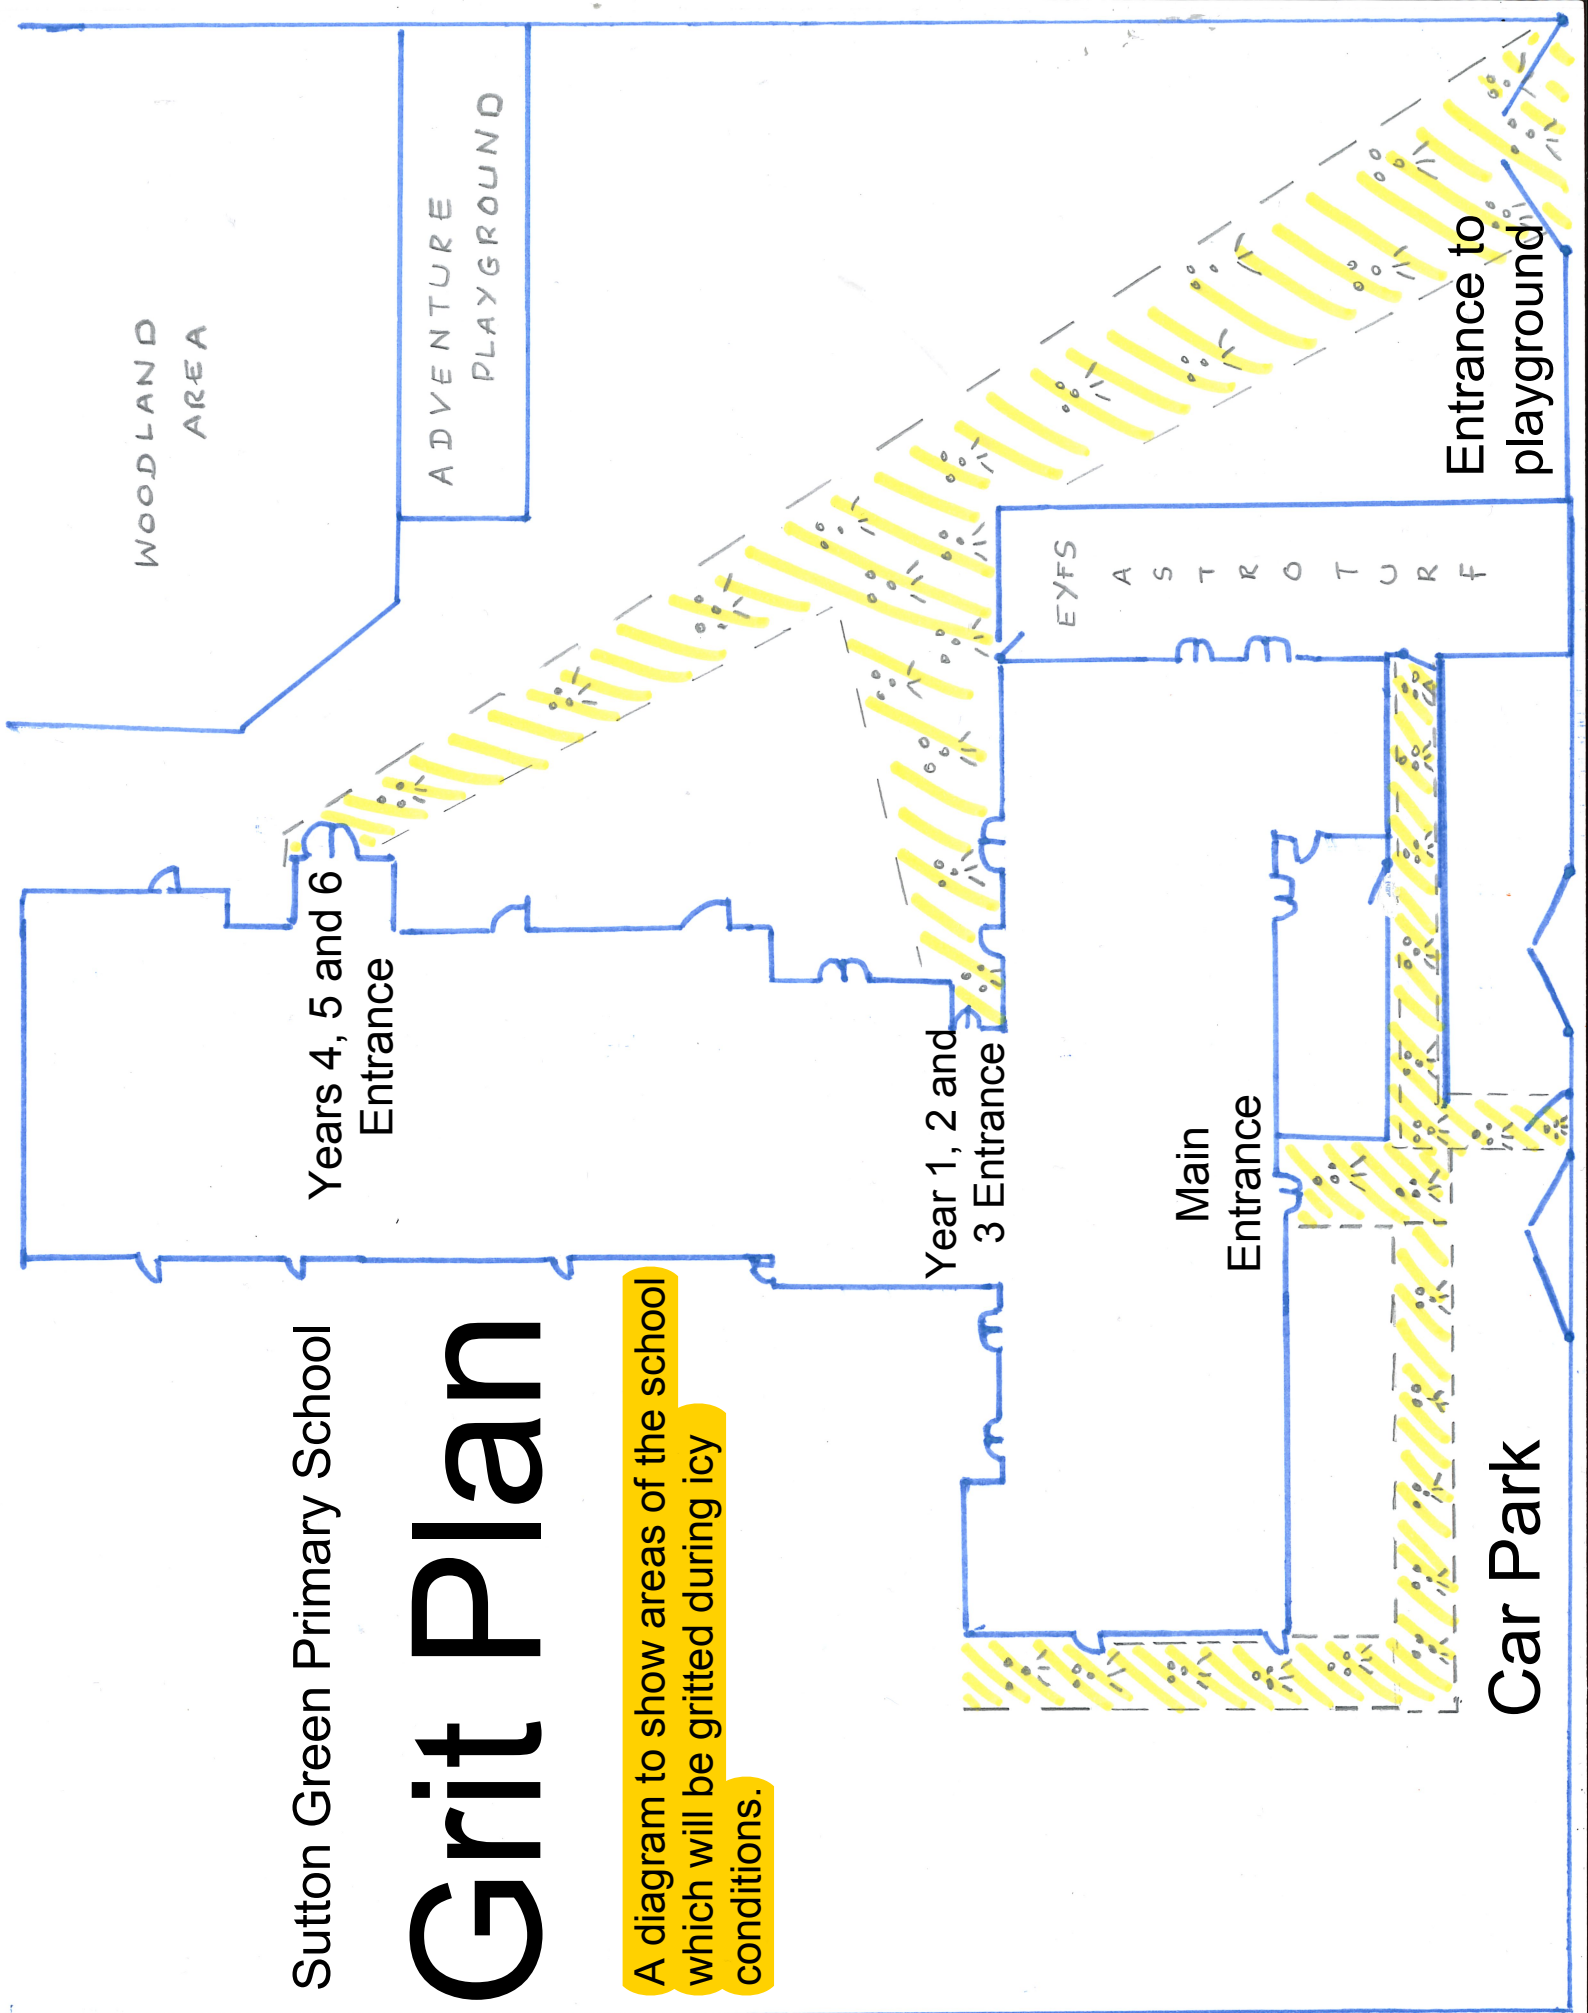 Sutton Green Primary School
Grit Plan
A diagram to show areas of the school
which will be gritted during icy
conditions.
Years 4, 5 and 6
Entrance
WOODLAND
AREA
ADVENTURE
PLAYGROUND
Year 1, 2 and
3 Entrance
Main
Entrance
EYFS
ASTROTURF
Entrance to
playground
Car Park